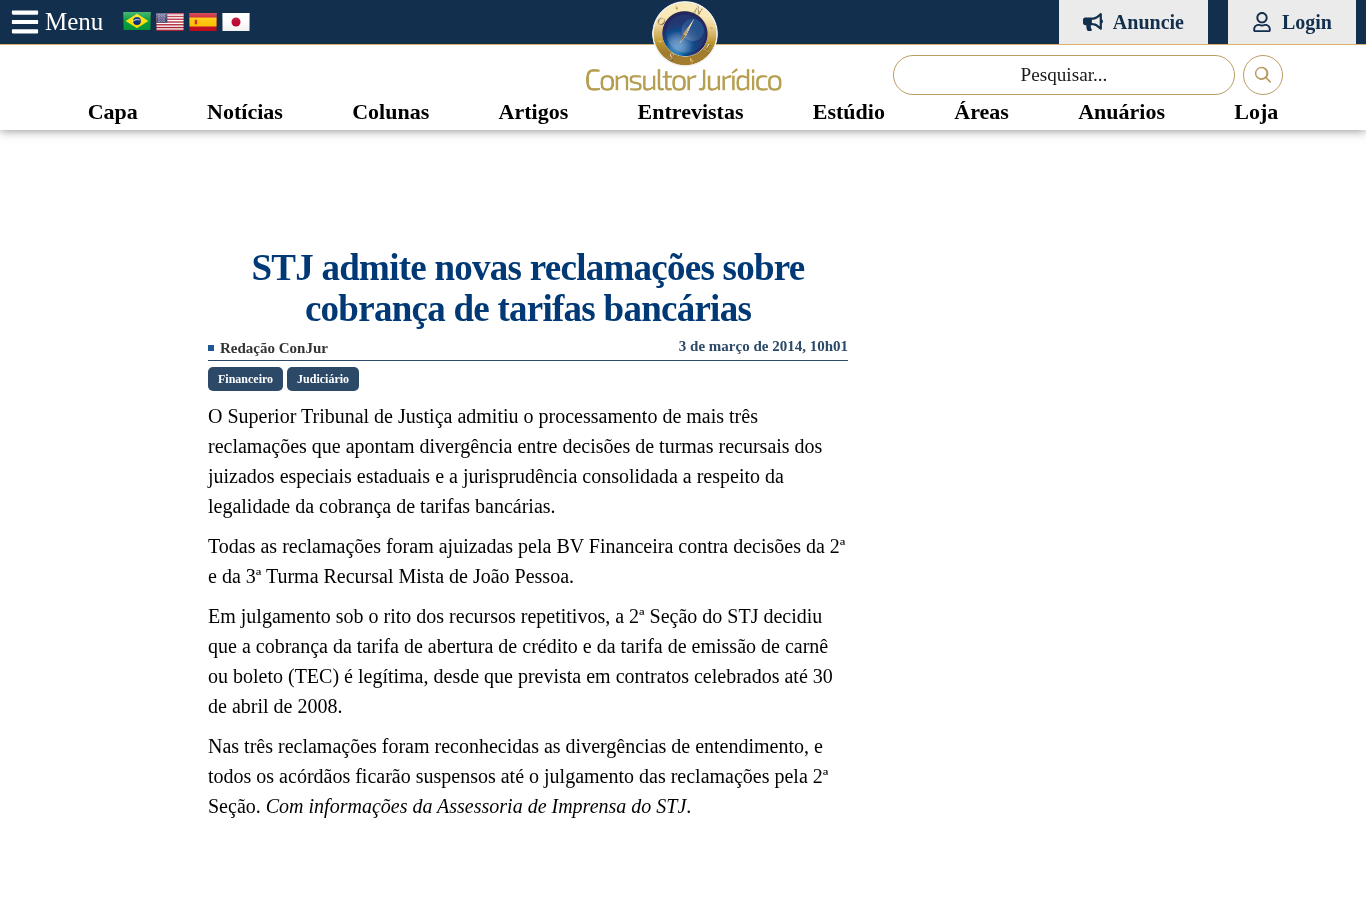 Menu
Anuncie
Login
Consultor Jurídico
Pesquisar...
Capa Notícias Colunas Artigos Entrevistas Estúdio Áreas Anuários Loja
STJ admite novas reclamações sobre
cobrança de tarifas bancárias
Redação ConJur
3 de março de 2014, 10h01
Financeiro Judiciário
O Superior Tribunal de Justiça admitiu o processamento de mais três
reclamações que apontam divergência entre decisões de turmas recursais dos
juizados especiais estaduais e a jurisprudência consolidada a respeito da
legalidade da cobrança de tarifas bancárias.
Todas as reclamações foram ajuizadas pela BV Financeira contra decisões da 2ª
e da 3ª Turma Recursal Mista de João Pessoa.
Em julgamento sob o rito dos recursos repetitivos, a 2ª Seção do STJ decidiu
que a cobrança da tarifa de abertura de crédito e da tarifa de emissão de carnê
ou boleto (TEC) é legítima, desde que prevista em contratos celebrados até 30
de abril de 2008.
Nas três reclamações foram reconhecidas as divergências de entendimento, e
todos os acórdãos ficarão suspensos até o julgamento das reclamações pela 2ª
Seção. Com informações da Assessoria de Imprensa do STJ.